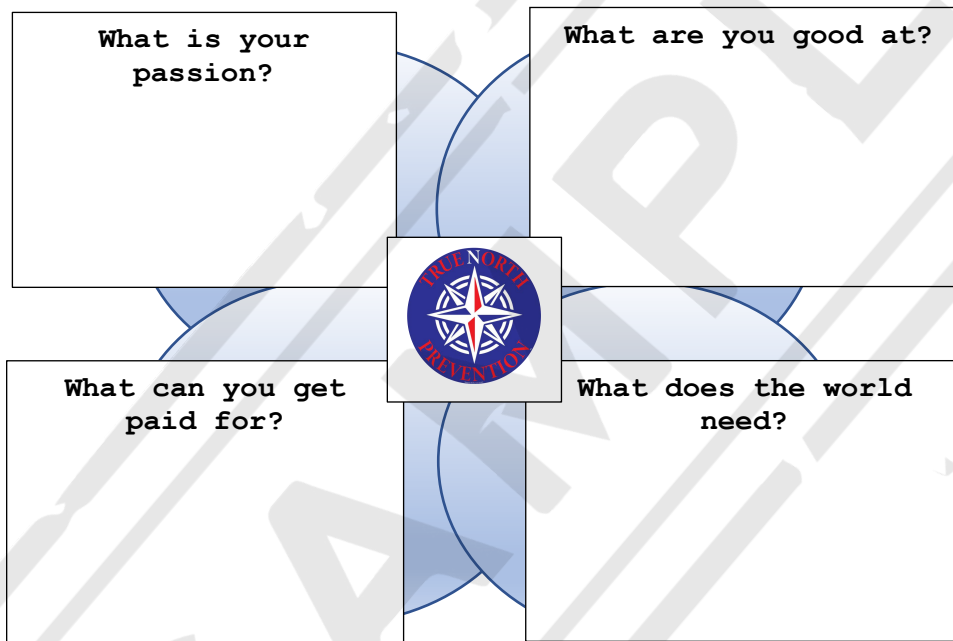 What is your
passion?
What are you good at?
TRUE NORTH
PREVENTION
What can you get
paid for?
What does the world
need?
SAMPLE